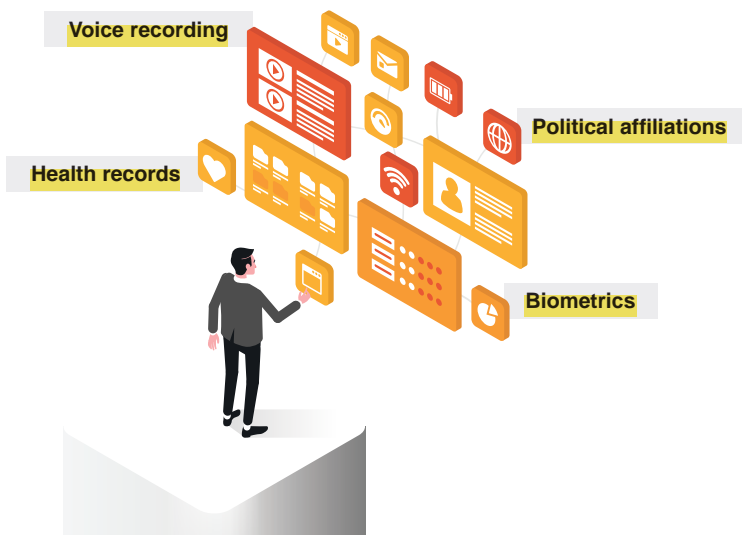 Voice recording
Political affiliations
Health records
Biometrics